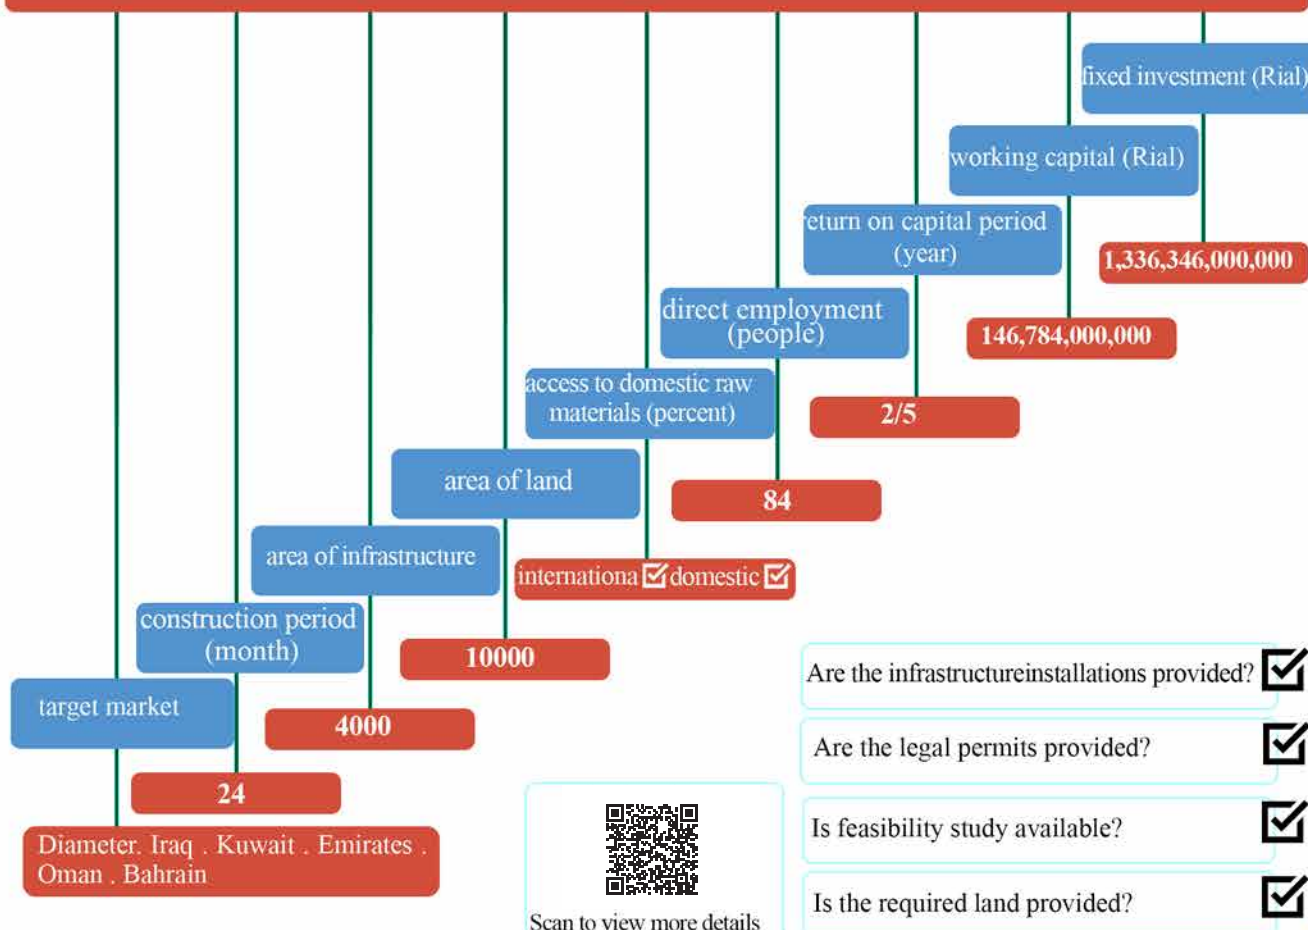 fixed investment (Rial)
1,336,346,000,000
working capital (Rial)
146,784,000,000
eturn on capital period
(year)
2/5
direct employment
(people)
84
access to domestic raw
materials (percent)
internationa domestic
area of land
10000
area of infrastructure
4000
construction period
(month)
24
target market
Diameter. Iraq . Kuwait . Emirates .
Oman . Bahrain
Scan to view more details
Are the infrastructureinstallations provided?
Are the legal permits provided?
Is feasibility study available?
Is the required land provided?